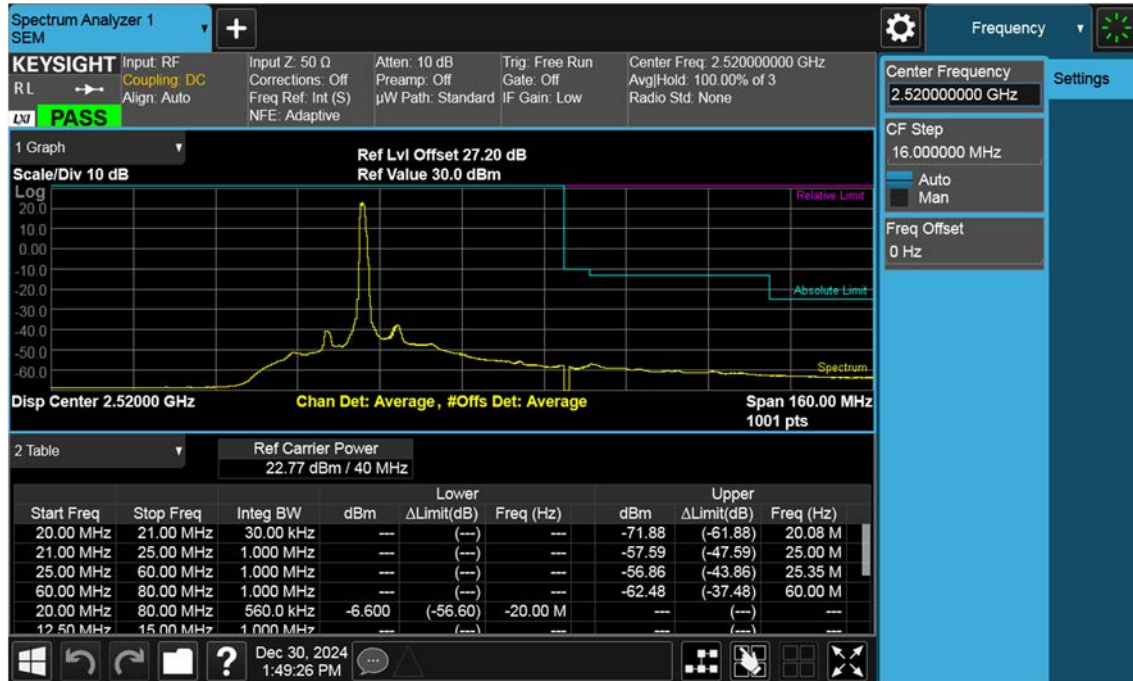 Spectrum Analyzer 1
SEM
Frequency
KEYSIGHT
R L
LXI
PASS
Input: RF
Coupling: DC
Align: Auto
Input Z: 50 Ω
Corrections: Off
Freq Ref: Int (S)
NFE: Adaptive
Atten: 10 dB
Preamp: Off
µW Path: Standard
Trig: Free Run
Gate: Off
IF Gain: Low
Center Freq: 2.520000000 GHz
Avg|Hold: 100.00% of 3
Radio Std: None
Center Frequency
2.520000000 GHz
Settings
CF Step
16.000000 MHz
Auto
Man
Freq Offset
0 Hz
1 Graph
Scale/Div 10 dB
Ref Lvl Offset 27.20 dB
Ref Value 30.0 dBm
Log
20.0
10.0
0.00
-10.0
-20.0
-30.0
-40.0
-50.0
-60.0
Relative Limit
Absolute Limit
Spectrum
Disp Center 2.52000 GHz
Chan Det: Average, #Offs Det: Average
Span 160.00 MHz
1001 pts
2 Table
Ref Carrier Power
22.77 dBm / 40 MHz
Lower Upper
Start Freq Stop Freq Integ BW dBm ΔLimit(dB) Freq (Hz) dBm ΔLimit(dB) Freq (Hz)
20.00 MHz 21.00 MHz 30.00 kHz --- (---) --- -71.88 (-61.88) 20.08 M
21.00 MHz 25.00 MHz 1.000 MHz --- (---) --- -57.59 (-47.59) 25.00 M
25.00 MHz 60.00 MHz 1.000 MHz --- (---) --- -56.86 (-43.86) 25.35 M
60.00 MHz 80.00 MHz 1.000 MHz --- (---) --- -62.48 (-37.48) 60.00 M
20.00 MHz 80.00 MHz 560.0 kHz -6.600 (-56.60) -20.00 M --- (---) ---
12.50 MHz 15.00 MHz 1.000 MHz --- (---) --- --- (---) ---
Dec 30, 2024
1:49:26 PM